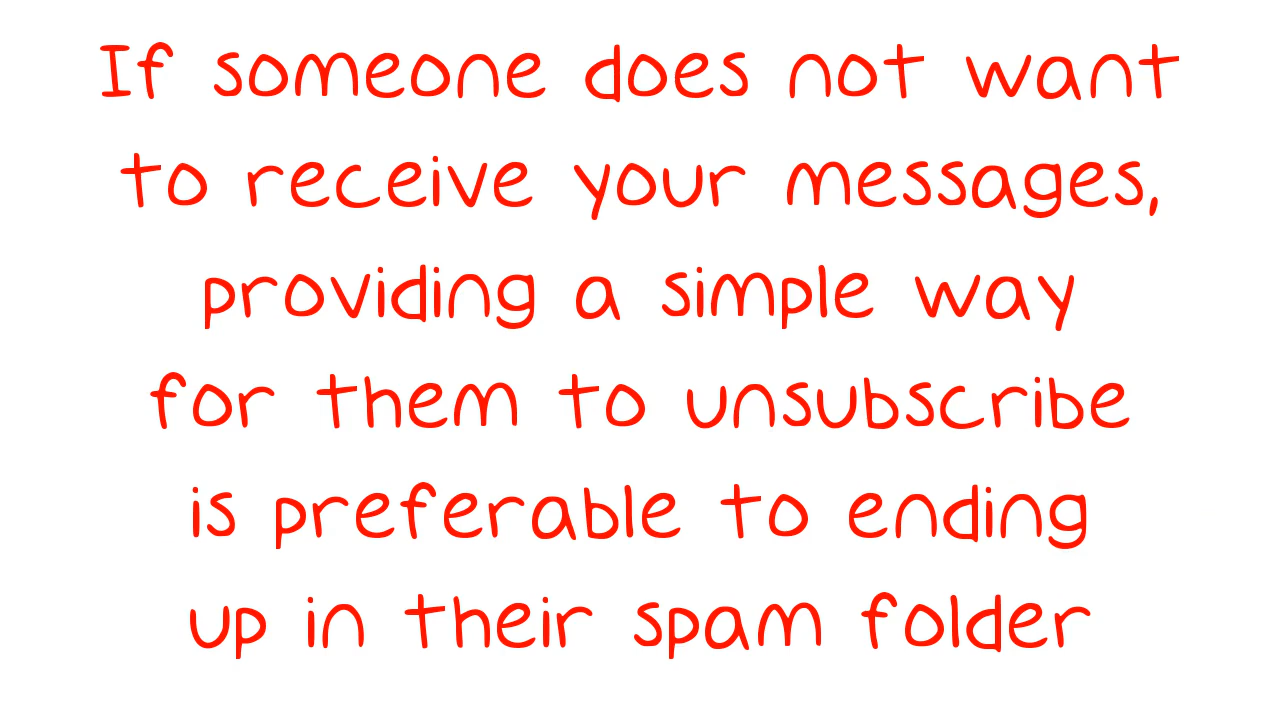 If someone does not want
to receive your messages,
providing a simple way
for them to unsubscribe
is preferable to ending
up in their spam folder